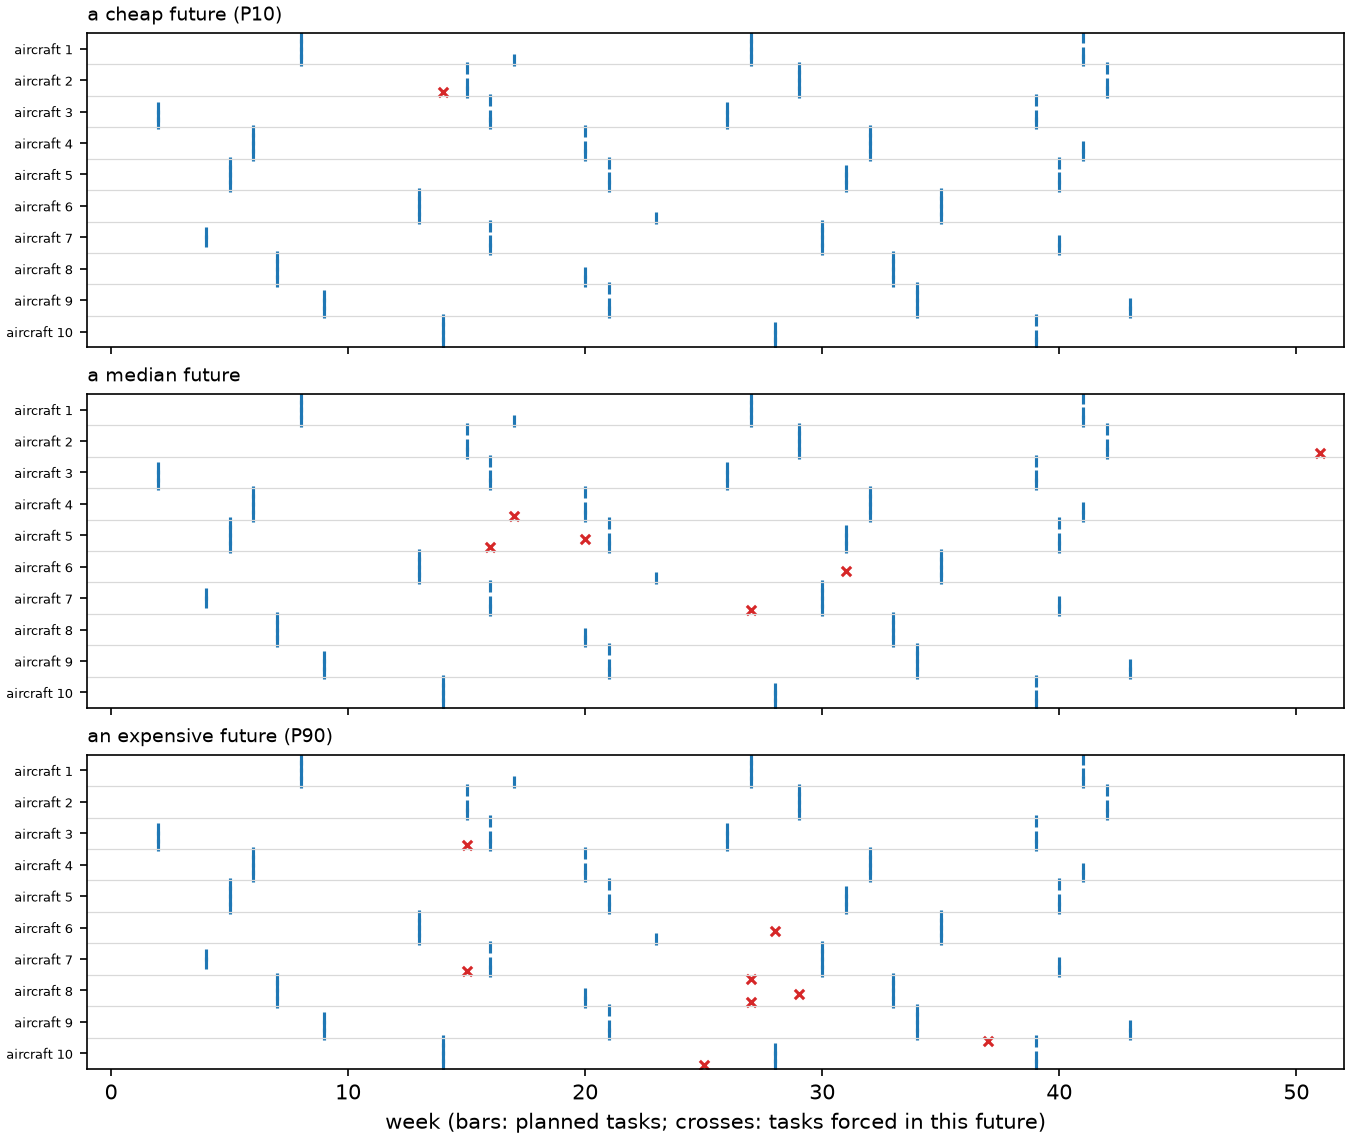 a cheap future (P10)
aircraft 1
aircraft 2
aircraft 3
aircraft 4
aircraft 5
aircraft 6
aircraft 7
aircraft 8
aircraft 9
aircraft 10
a median future
aircraft 1
aircraft 2
aircraft 3
aircraft 4
aircraft 5
aircraft 6
aircraft 7
aircraft 8
aircraft 9
aircraft 10
an expensive future (P90)
aircraft 1
aircraft 2
aircraft 3
aircraft 4
aircraft 5
aircraft 6
aircraft 7
aircraft 8
aircraft 9
aircraft 10
0 10 20 30 40 50
week (bars: planned tasks; crosses: tasks forced in this future)